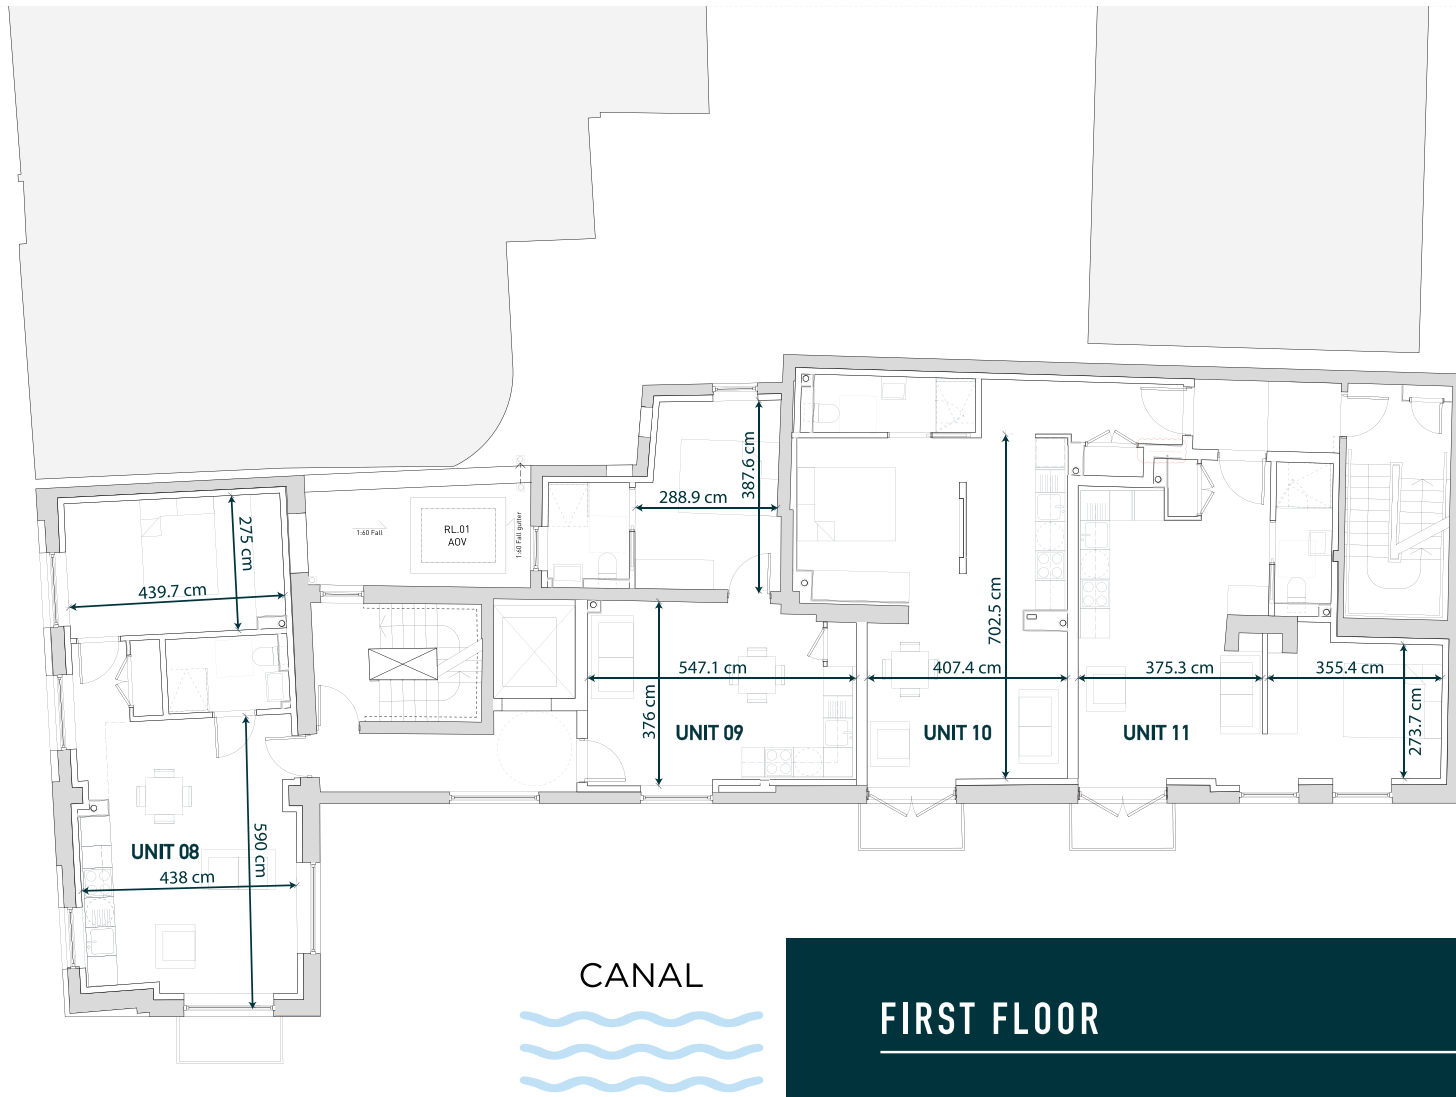 387.6 cm
288.9 cm
275 cm
439.7 cm
1:60 Fall
RL.01
AOV
1:60 Fall gutter
547.1 cm
376 cm
UNIT 09
702.5 cm
407.4 cm
UNIT 10
375.3 cm
UNIT 11
355.4 cm
273.7 cm
UNIT 08
590 cm
438 cm
CANAL
FIRST FLOOR